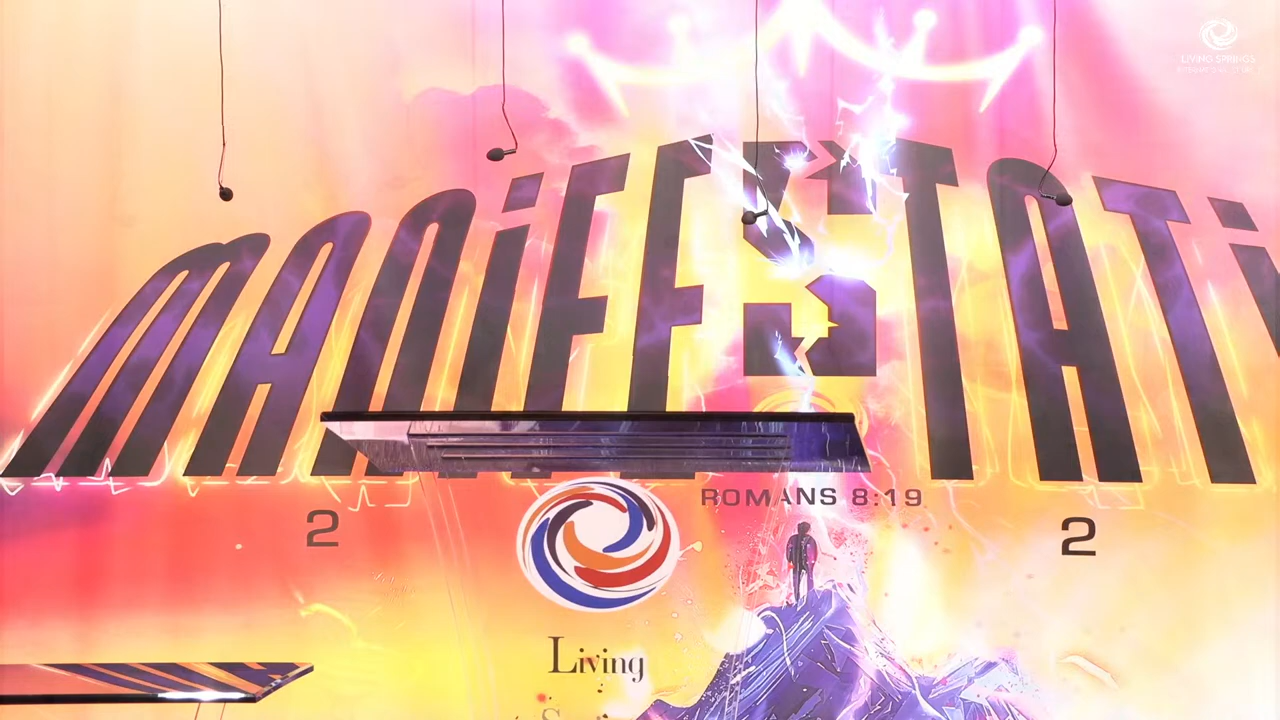 LIVING SPRINGS
MANIFESTATI
ROMANS 8:19
2
2
Living